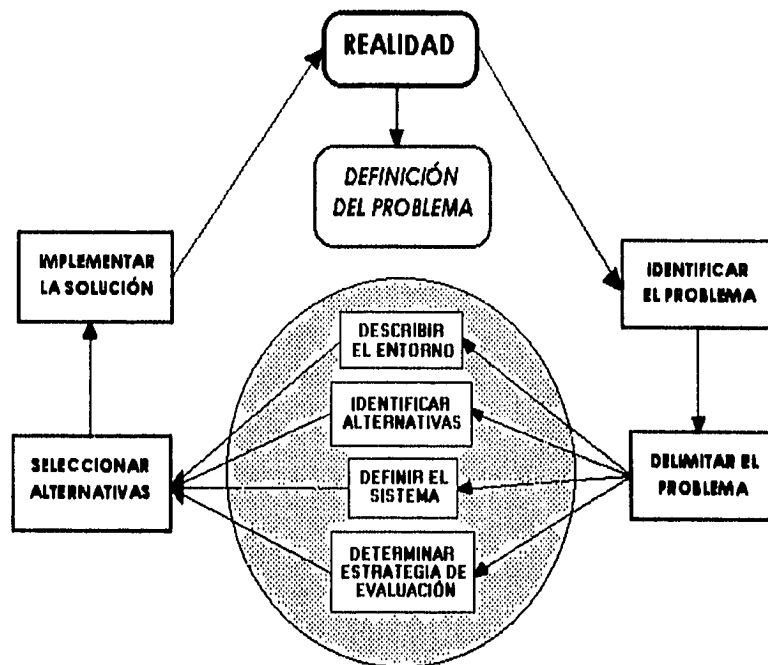 REALIDAD
DEFINICIÓN
DEL PROBLEMA
IMPLEMENTAR
LA SOLUCIÓN
IDENTIFICAR
EL PROBLEMA
DESCRIBIR
EL ENTORNO
IDENTIFICAR
ALTERNATIVAS
SELECCIONAR
ALTERNATIVAS
DEFINIR EL
SISTEMA
DELIMITAR EL
PROBLEMA
DETERMINAR
ESTRATEGIA DE
EVALUACIÓN